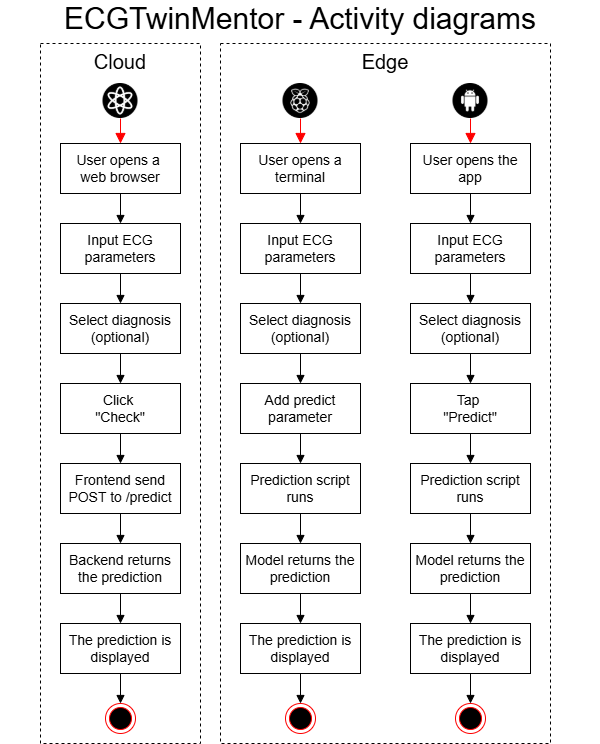 ECGTwinMentor - Activity diagrams
Cloud
User opens a
web browser
Input ECG
parameters
Select diagnosis
(optional)
Click
"Check"
Frontend send
POST to /predict
Backend returns
the prediction
The prediction is
displayed
Edge
User opens a
terminal
Input ECG
parameters
Select diagnosis
(optional)
Add predict
parameter
Prediction script
runs
Model returns the
prediction
The prediction is
displayed
User opens the
app
Input ECG
parameters
Select diagnosis
(optional)
Tap
"Predict"
Prediction script
runs
Model returns the
prediction
The prediction is
displayed